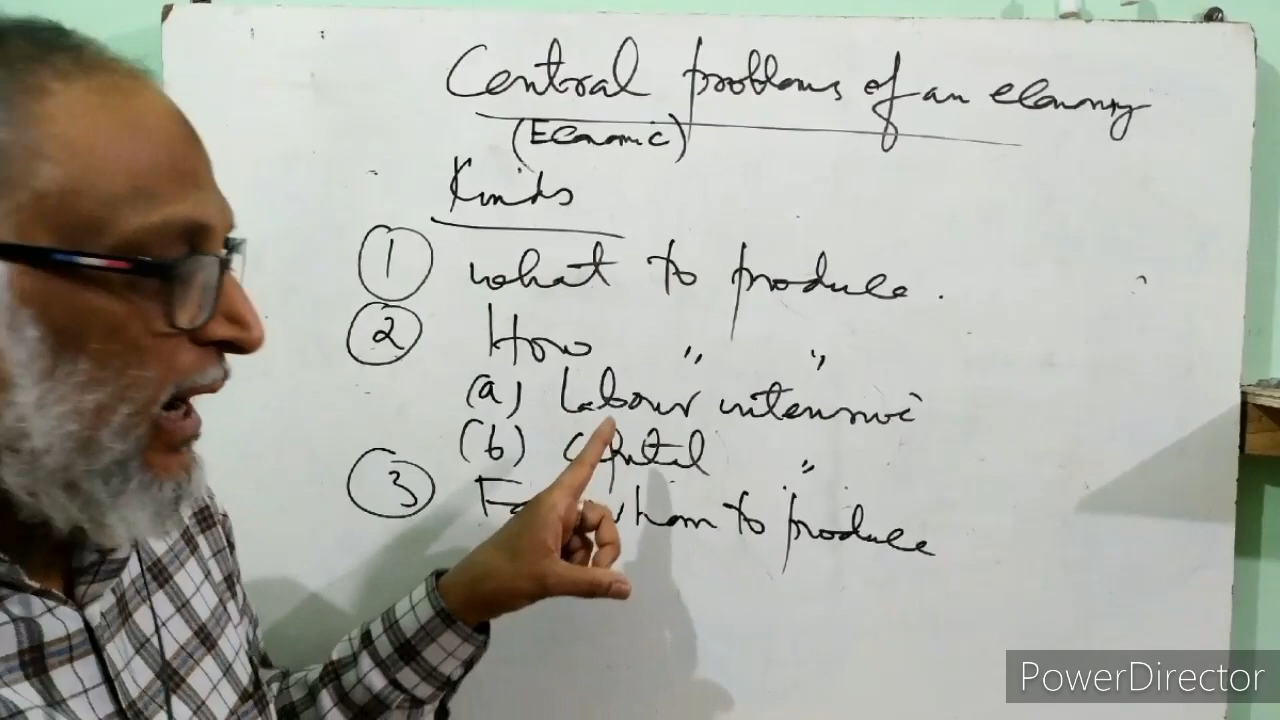 Central problems of an economy
(Economic)
Kinds
① what to produce.
② How " "
(a) Labour intensive
(b) Capital "
③ For whom to produce
PowerDirector